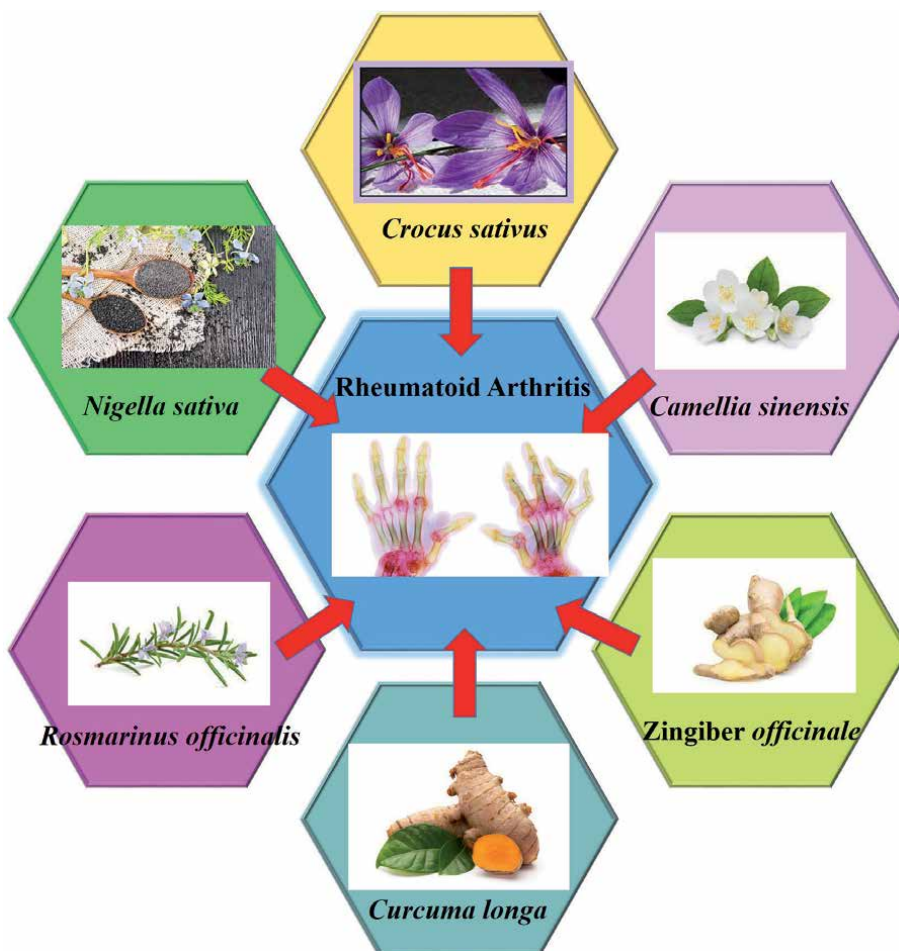 Crocus sativus
Rheumatoid Arthritis
Nigella sativa
Camellia sinensis
Rosmarinus officinalis
Zingiber officinale
Curcuma longa